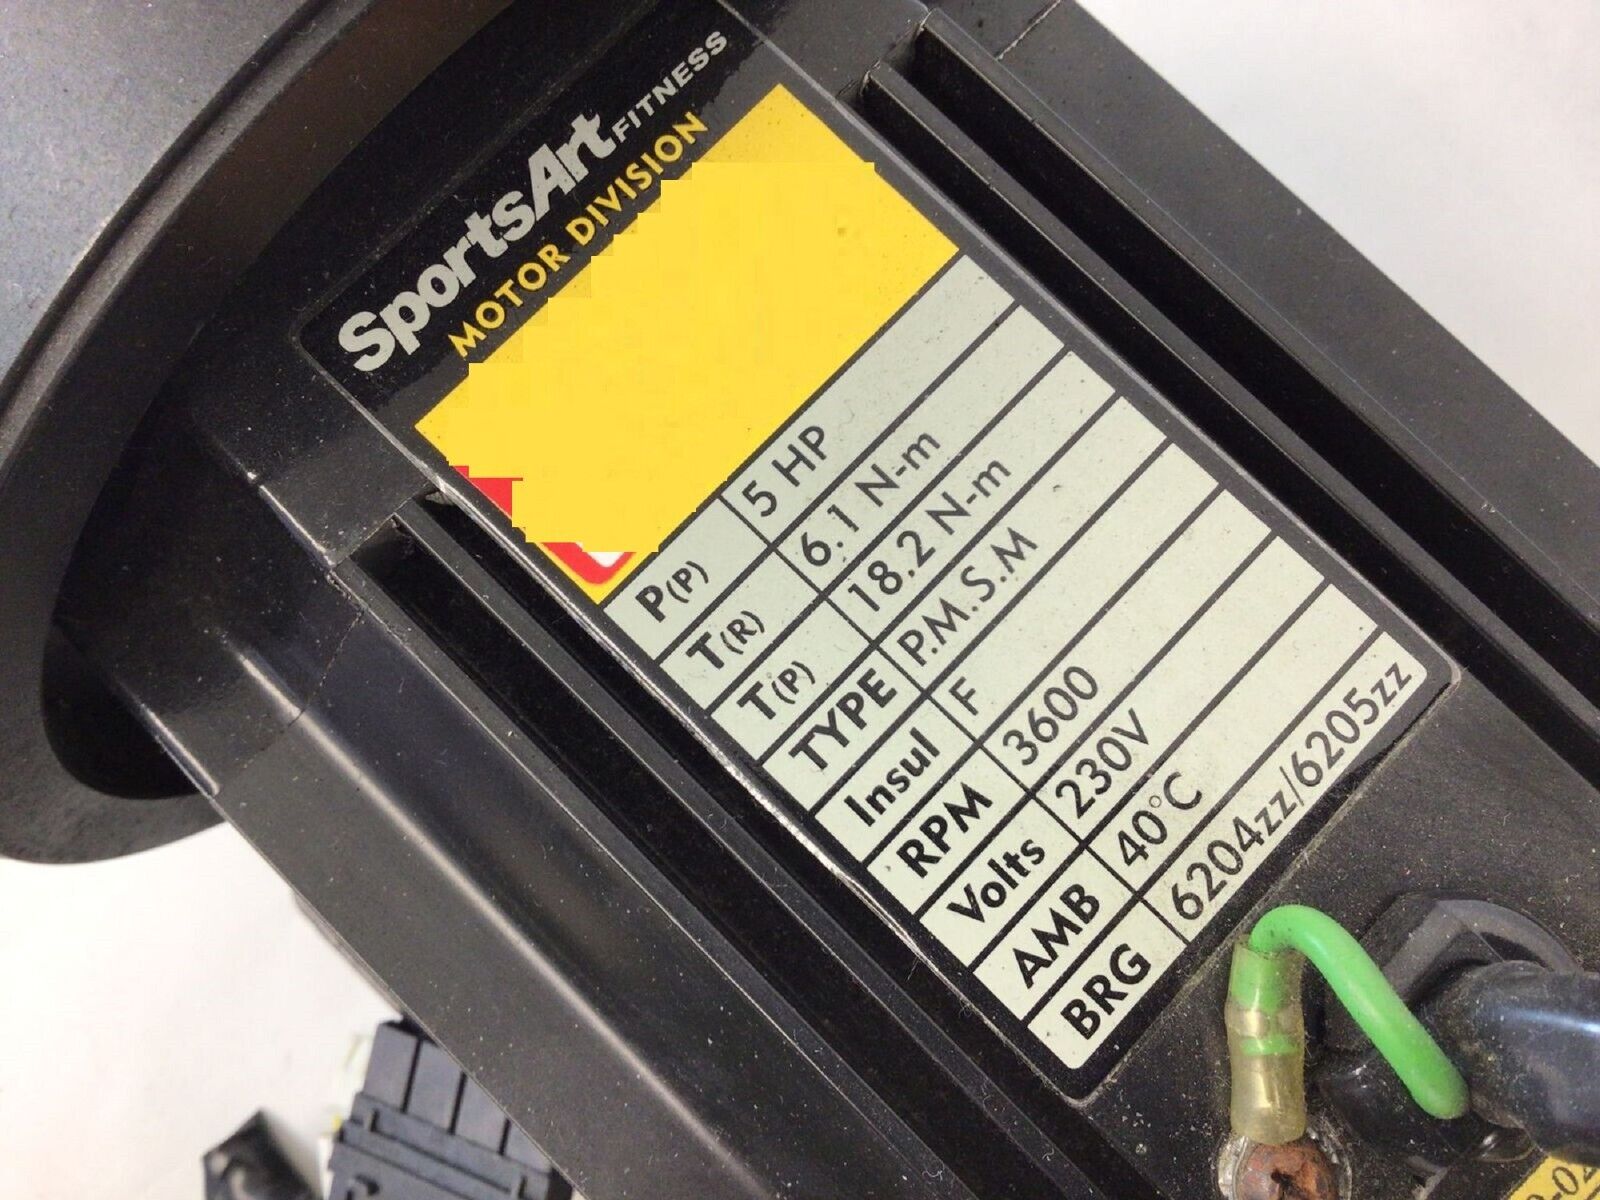 SportsArt FITNESS
MOTOR DIVISION
P(P) 5 HP
T(R) 6.1 N-m
T(P) 18.2 N-m
TYPE P.M.S.M
Insul F
RPM 3600
Volts 230V
AMB 40°C
BRG 6204zz/6205zz